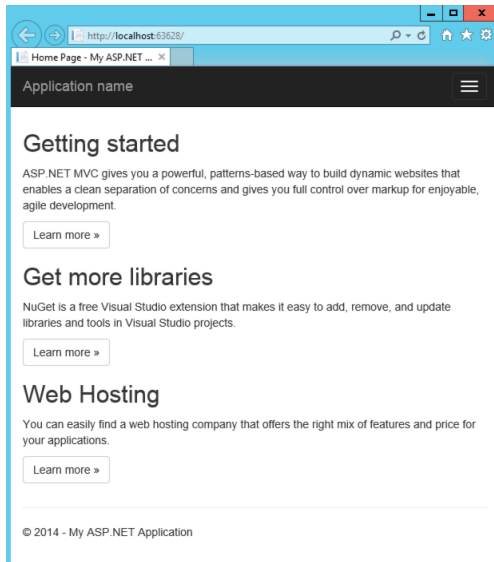 http://localhost:63628/
Home Page - My ASP.NET ...
Application name
Getting started
ASP.NET MVC gives you a powerful, patterns-based way to build dynamic websites that
enables a clean separation of concerns and gives you full control over markup for enjoyable,
agile development.
Learn more »
Get more libraries
NuGet is a free Visual Studio extension that makes it easy to add, remove, and update
libraries and tools in Visual Studio projects.
Learn more »
Web Hosting
You can easily find a web hosting company that offers the right mix of features and price for
your applications.
Learn more »
© 2014 - My ASP.NET Application